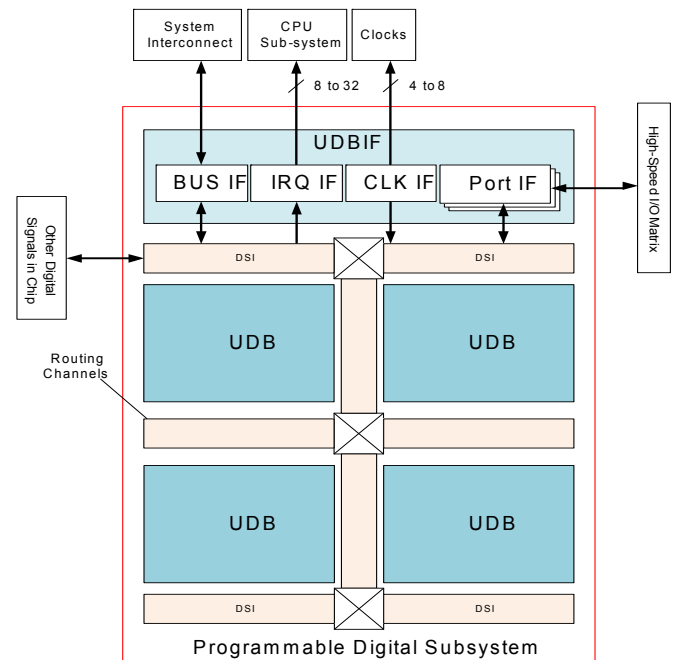 System
Interconnect
CPU
Sub-system
Clocks
8 to 32
4 to 8
UDBIF
BUS IF
IRQ IF
CLK IF
Port IF
High-Speed I/O Matrix
Other Digital
Signals in Chip
DSI
DSI
UDB
UDB
Routing
Channels
UDB
UDB
DSI
DSI
Programmable Digital Subsystem